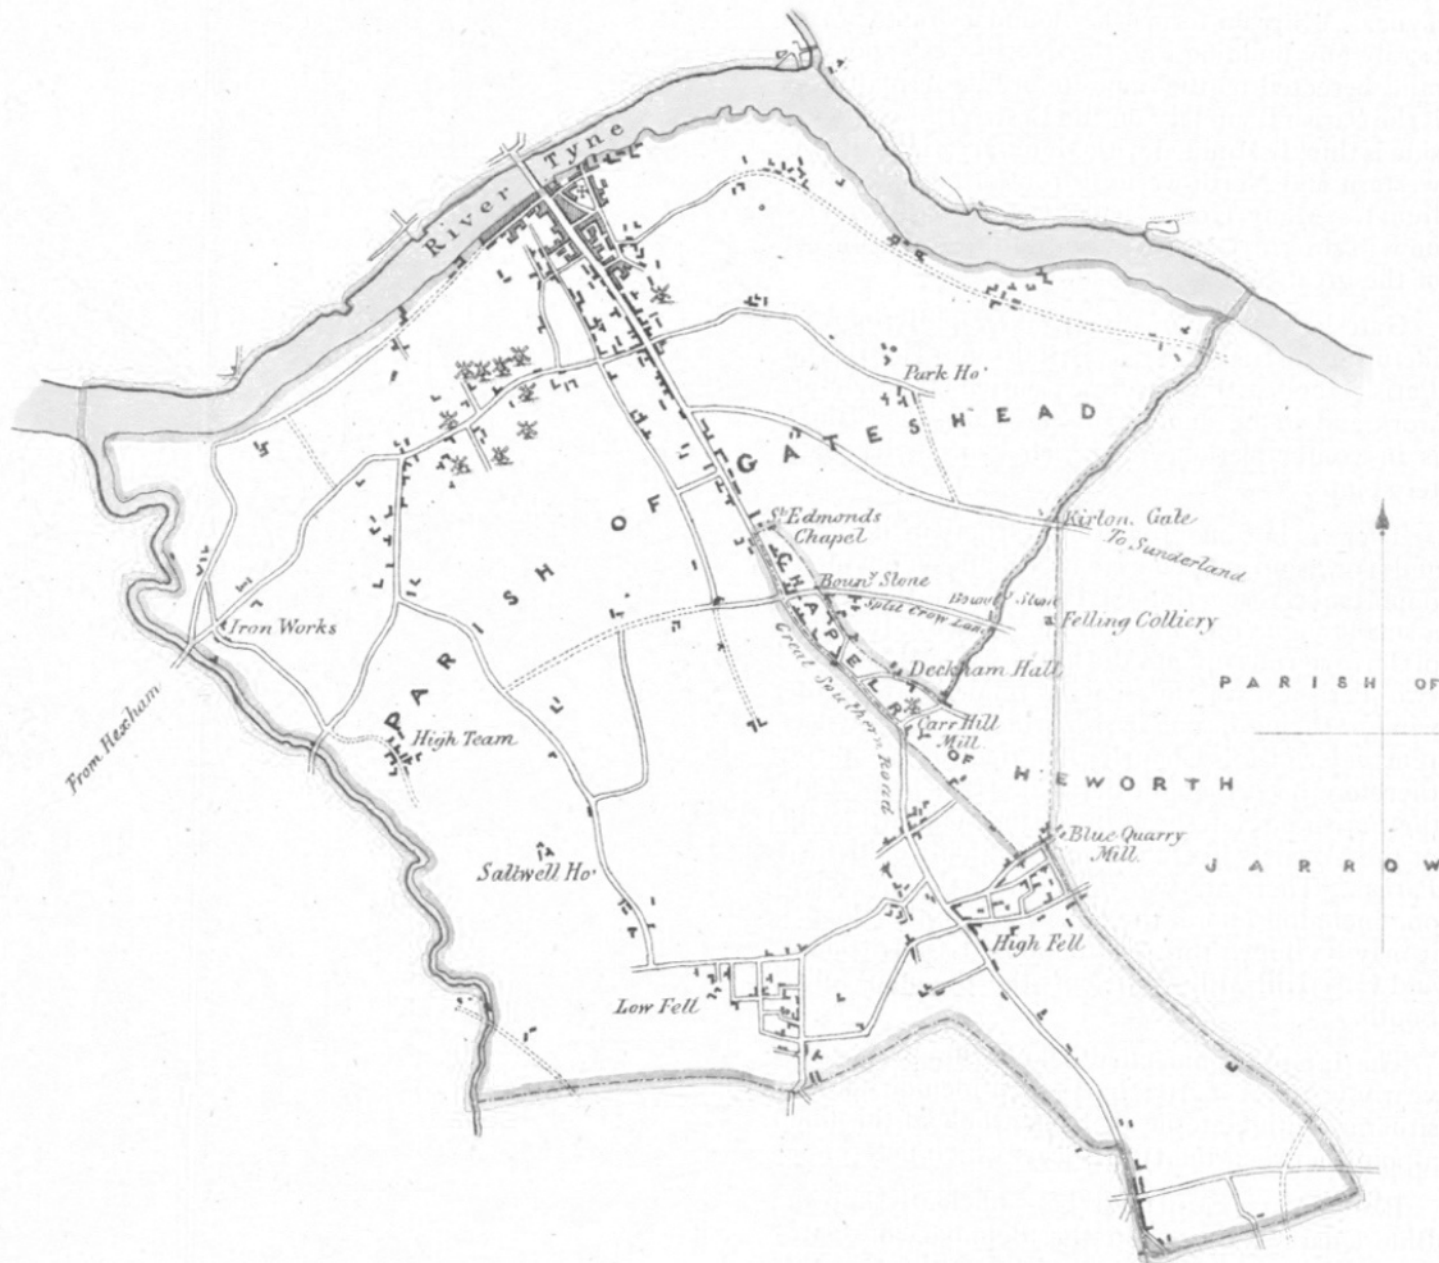 River Tyne
Park Ho.
PARISH OF GATESHEAD
St. Edmonds
Chapel
Kirton. Gate
To Sunderland
Boun.y Stone
Boun.y Stone
Split Crow Lane
Felling Colliery
Iron Works
From Hexham
High Team
Great Southern Road
Deckham Hall
Carr Hill
Mill
CHAPELRY
OF
HEWORTH
PARISH OF
JARROW
Blue Quarry
Mill.
Saltwell Ho.
High Fell
Low Fell